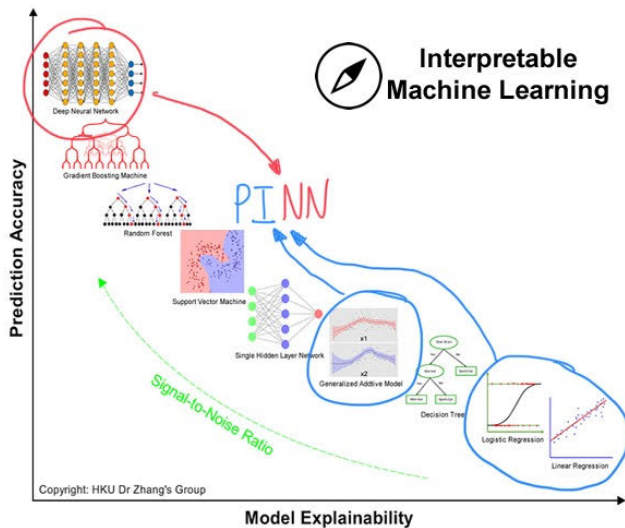 Interpretable
Machine Learning
Deep Neural Network
Gradient Boosting Machine
PINN
Random Forest
Support Vector Machine
Single Hidden Layer Network
x1
x2
Generalized Addtive Model
Decision Tree
Logistic Regression
Linear Regression
Signal-to-Noise Ratio
Prediction Accuracy
Copyright: HKU Dr Zhang's Group
Model Explainability